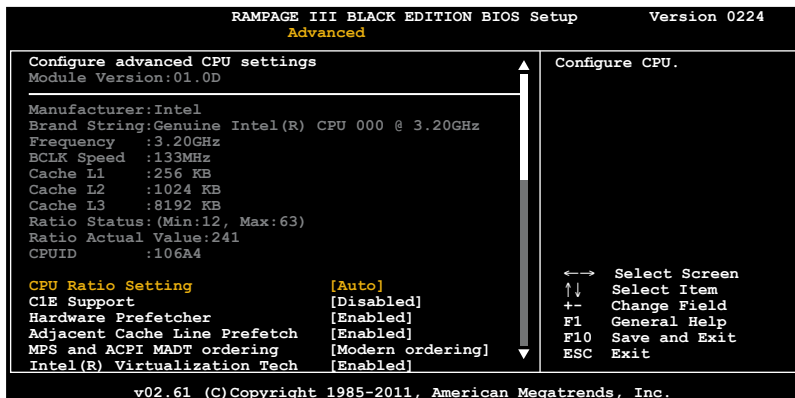 RAMPAGE III BLACK EDITION BIOS Setup Version 0224
Advanced
Configure advanced CPU settings
Module Version:01.0D
Manufacturer:Intel
Brand String:Genuine Intel(R) CPU 000 @ 3.20GHz
Frequency :3.20GHz
BCLK Speed :133MHz
Cache L1 :256 KB
Cache L2 :1024 KB
Cache L3 :8192 KB
Ratio Status:(Min:12, Max:63)
Ratio Actual Value:241
CPUID :106A4
CPU Ratio Setting [Auto]
C1E Support [Disabled]
Hardware Prefetcher [Enabled]
Adjacent Cache Line Prefetch [Enabled]
MPS and ACPI MADT ordering [Modern ordering]
Intel(R) Virtualization Tech [Enabled]
Configure CPU.
←→ Select Screen
↑↓ Select Item
+- Change Field
F1 General Help
F10 Save and Exit
ESC Exit
v02.61 (C)Copyright 1985-2011, American Megatrends, Inc.